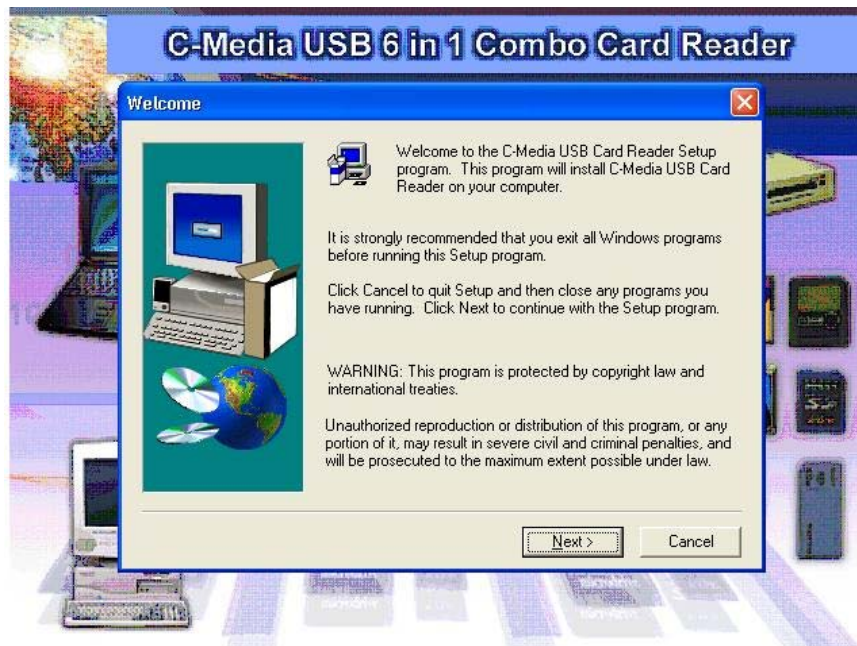 C-Media USB 6 in 1 Combo Card Reader
Welcome
Welcome to the C-Media USB Card Reader Setup
program. This program will install C-Media USB Card
Reader on your computer.
It is strongly recommended that you exit all Windows programs
before running this Setup program.
Click Cancel to quit Setup and then close any programs you
have running. Click Next to continue with the Setup program.
WARNING: This program is protected by copyright law and
international treaties.
Unauthorized reproduction or distribution of this program, or any
portion of it, may result in severe civil and criminal penalties, and
will be prosecuted to the maximum extent possible under law.
Next >
Cancel